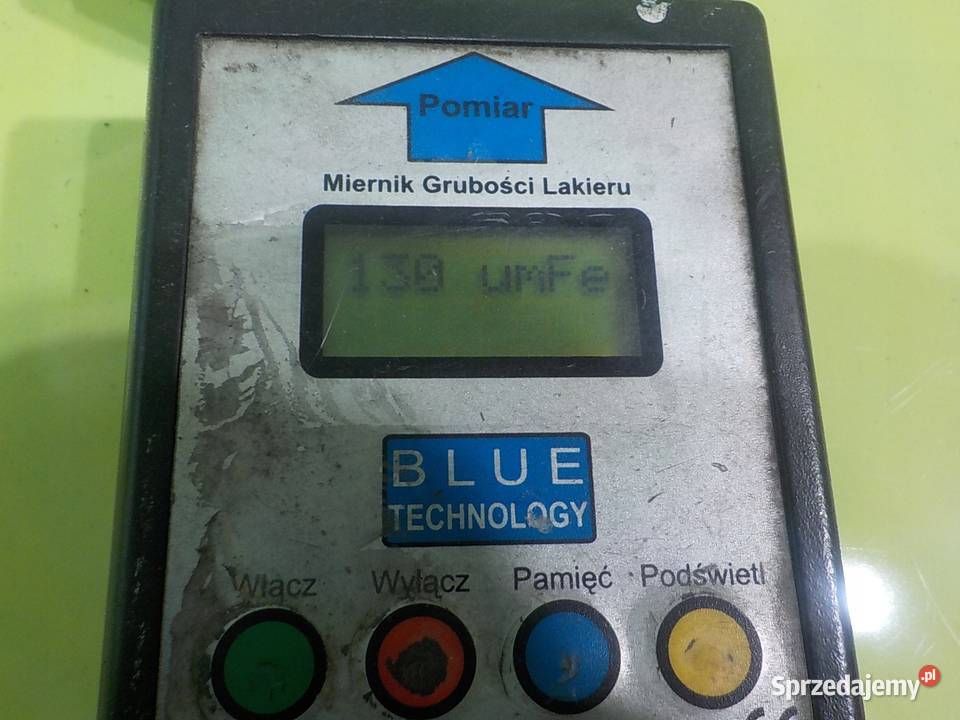 Pomiar
Miernik Grubości Lakieru
130 umFe
BLUE
TECHNOLOGY
Włącz Wyłącz Pamięć Podświetl
Sprzedajemy.pl